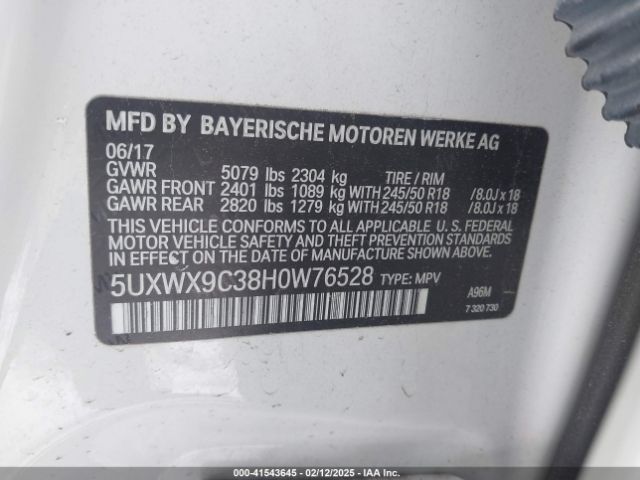 MFD BY BAYERISCHE MOTOREN WERKE AG
06/17
GVWR 5079 lbs 2304 kg TIRE / RIM
GAWR FRONT 2401 lbs 1089 kg WITH 245/50 R18 /8.0J x 18
GAWR REAR 2820 lbs 1279 kg WITH 245/50 R18 /8.0J x 18
THIS VEHICLE CONFORMS TO ALL APPLICABLE U. S. FEDERAL
MOTOR VEHICLE SAFETY BUMPER, AND THEFT PREVENTION
STANDARDS IN EFFECT ON THE DATE OF MANUFACTURE SHOWN ABOVE.
5UXWX9C38H0W76528 TYPE: MPV
A96M
7 320 730
000-41543645 - 02/12/2025 - IAA Inc.